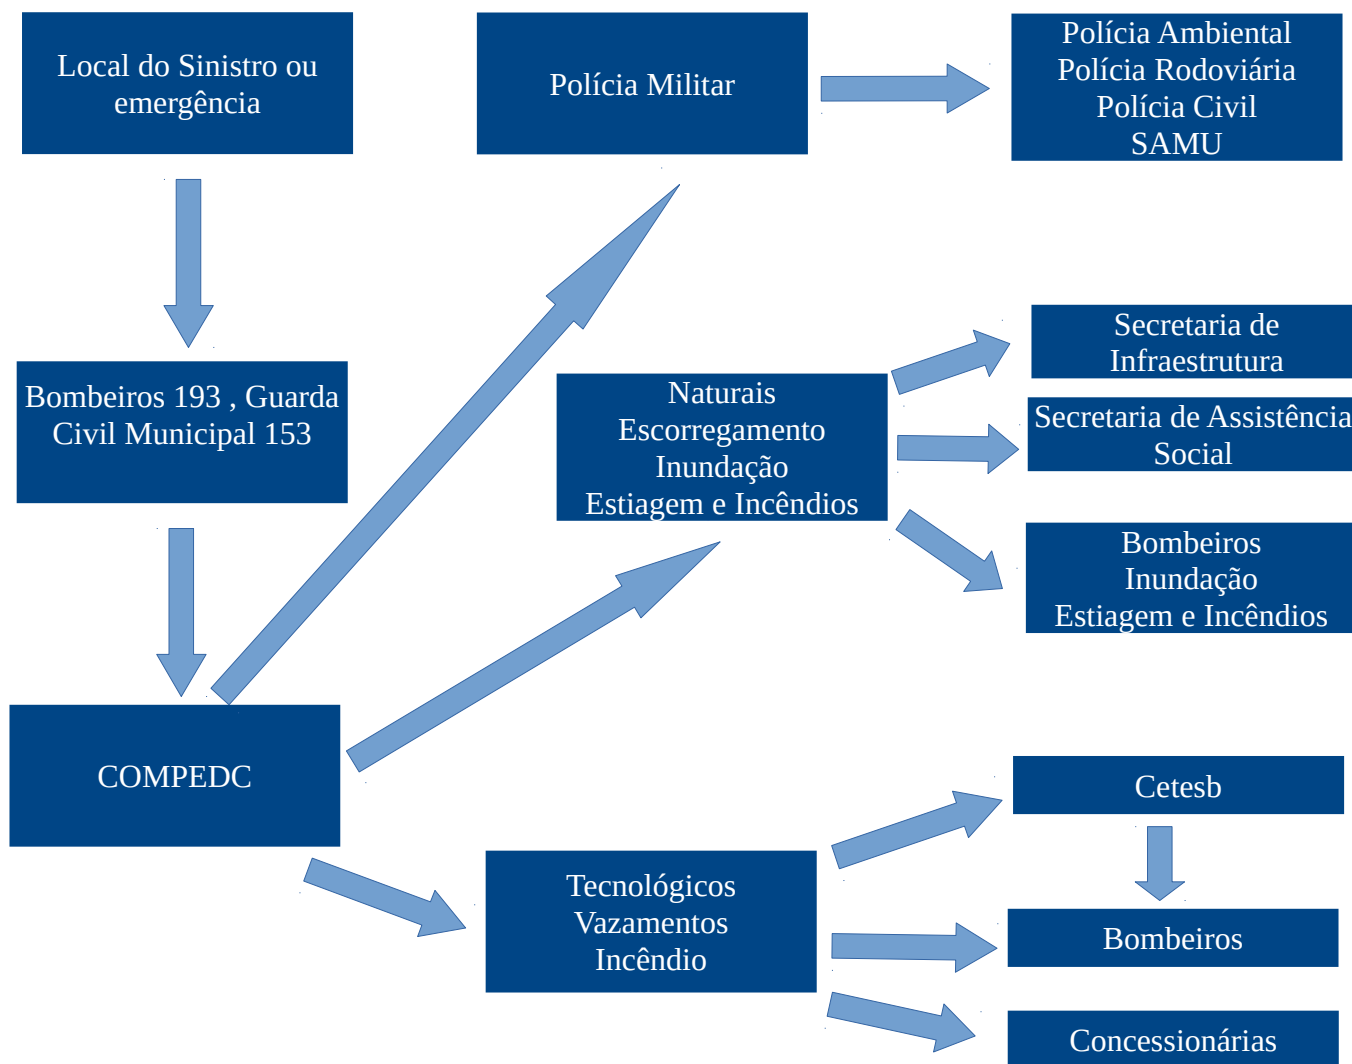 Local do Sinistro ou
emergência
Polícia Militar
Polícia Ambiental
Polícia Rodoviária
Polícia Civil
SAMU
Bombeiros 193 , Guarda
Civil Municipal 153
Naturais
Escorregamento
Inundação
Estiagem e Incêndios
Secretaria de
Infraestrutura
Secretaria de Assistência
Social
Bombeiros
Inundação
Estiagem e Incêndios
COMPEDC
Tecnológicos
Vazamentos
Incêndio
Cetesb
Bombeiros
Concessionárias